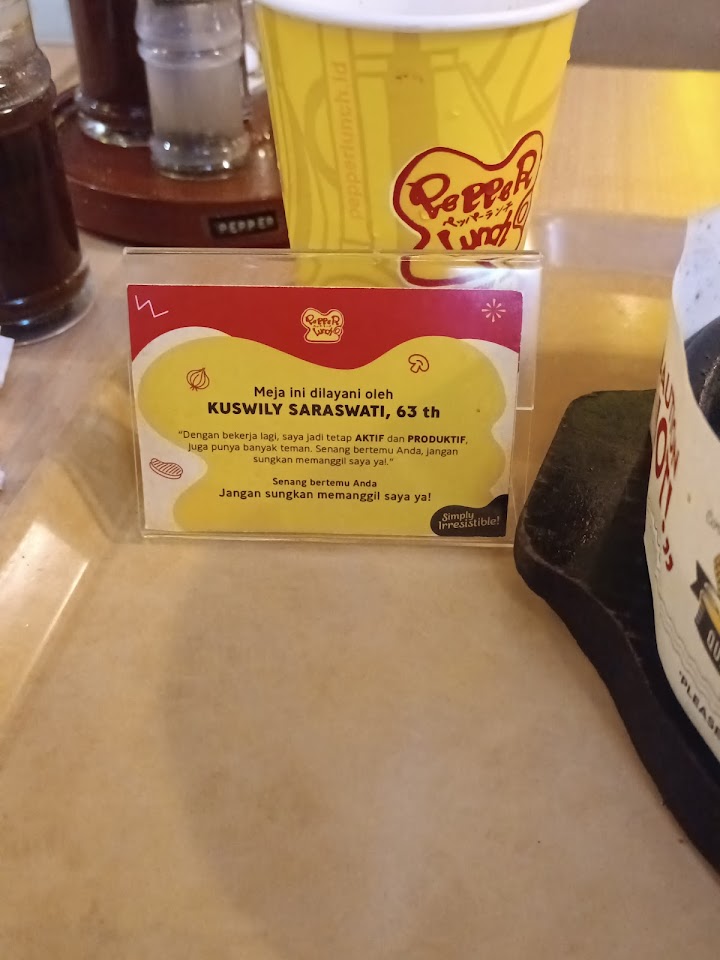 pepperlunch.id
PEPPER
PePPeR
ペッパーランチ
Lunch
PePPeR
Lunch
Meja ini dilayani oleh
KUSWILY SARASWATI, 63 th
"Dengan bekerja lagi, saya jadi tetap AKTIF dan PRODUKTIF,
juga punya banyak teman. Senang bertemu Anda, jangan
sungkan memanggil saya ya!."
Senang bertemu Anda
Jangan sungkan memanggil saya ya!
Simply
Irresistible!
"PLEASE